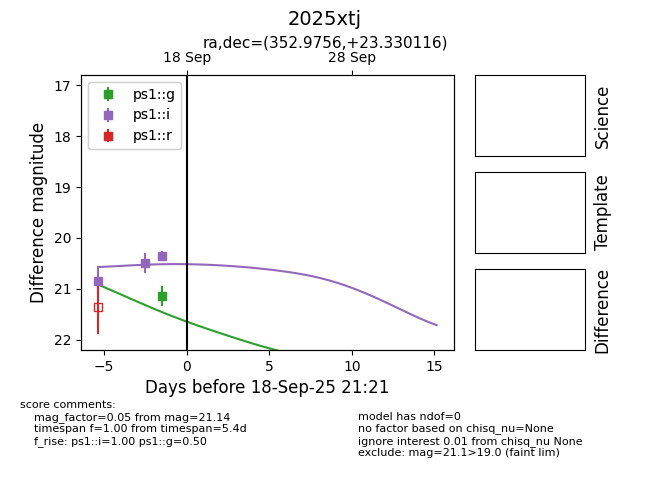 2025xtj
ra,dec=(352.9756,+23.330116)
18 Sep
28 Sep
17
18
19
20
21
22
Difference magnitude
ps1::g
ps1::i
ps1::r
−5
0
5
10
15
Days before 18-Sep-25 21:21
Science
Template
Difference
score comments:
mag_factor=0.05 from mag=21.14
timespan f=1.00 from timespan=5.4d
f_rise: ps1::i=1.00 ps1::g=0.50
model has ndof=0
no factor based on chisq_nu=None
ignore interest 0.01 from chisq_nu None
exclude: mag=21.1>19.0 (faint lim)